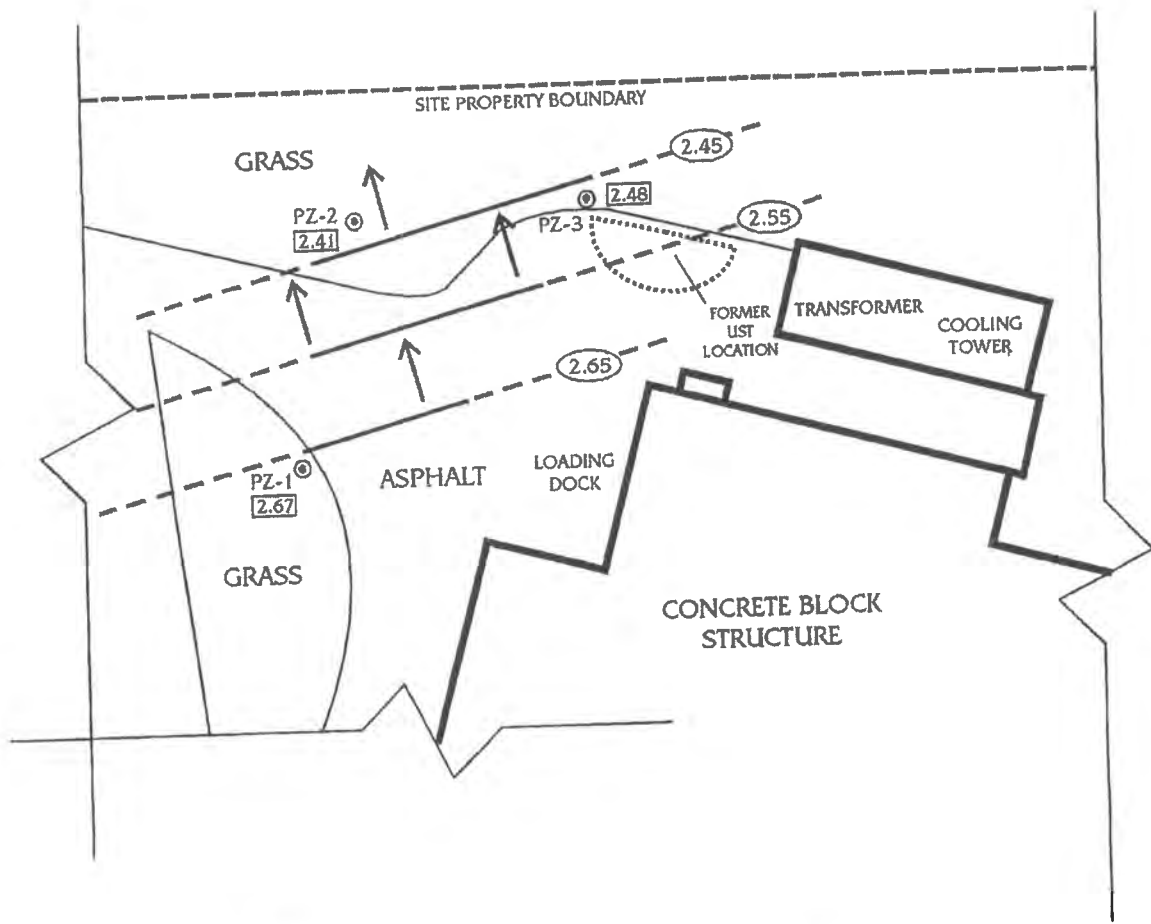 SITE PROPERTY BOUNDARY
GRASS
2.45
PZ-2
2.41
2.48
PZ-3
2.55
FORMER
UST
LOCATION
TRANSFORMER
COOLING
TOWER
2.65
PZ-1
2.67
ASPHALT
LOADING
DOCK
GRASS
CONCRETE BLOCK
STRUCTURE